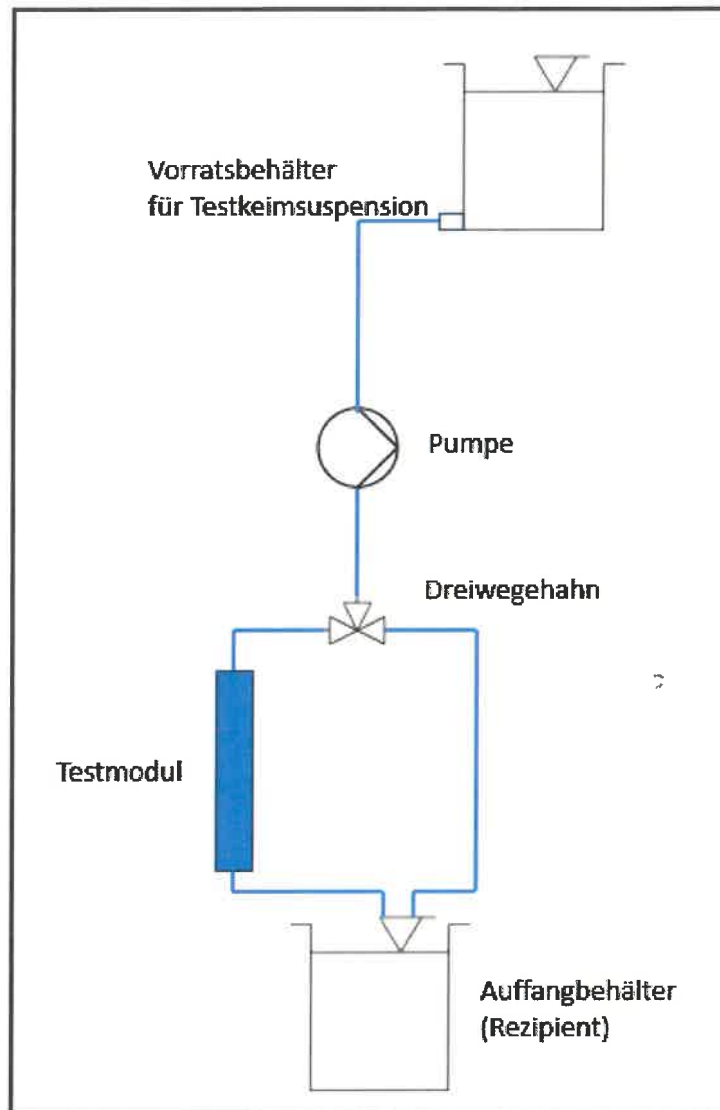 Vorratsbehälter
für Testkeimsuspension
Pumpe
Dreiwegehahn
Testmodul
Auffangbehälter
(Rezipient)